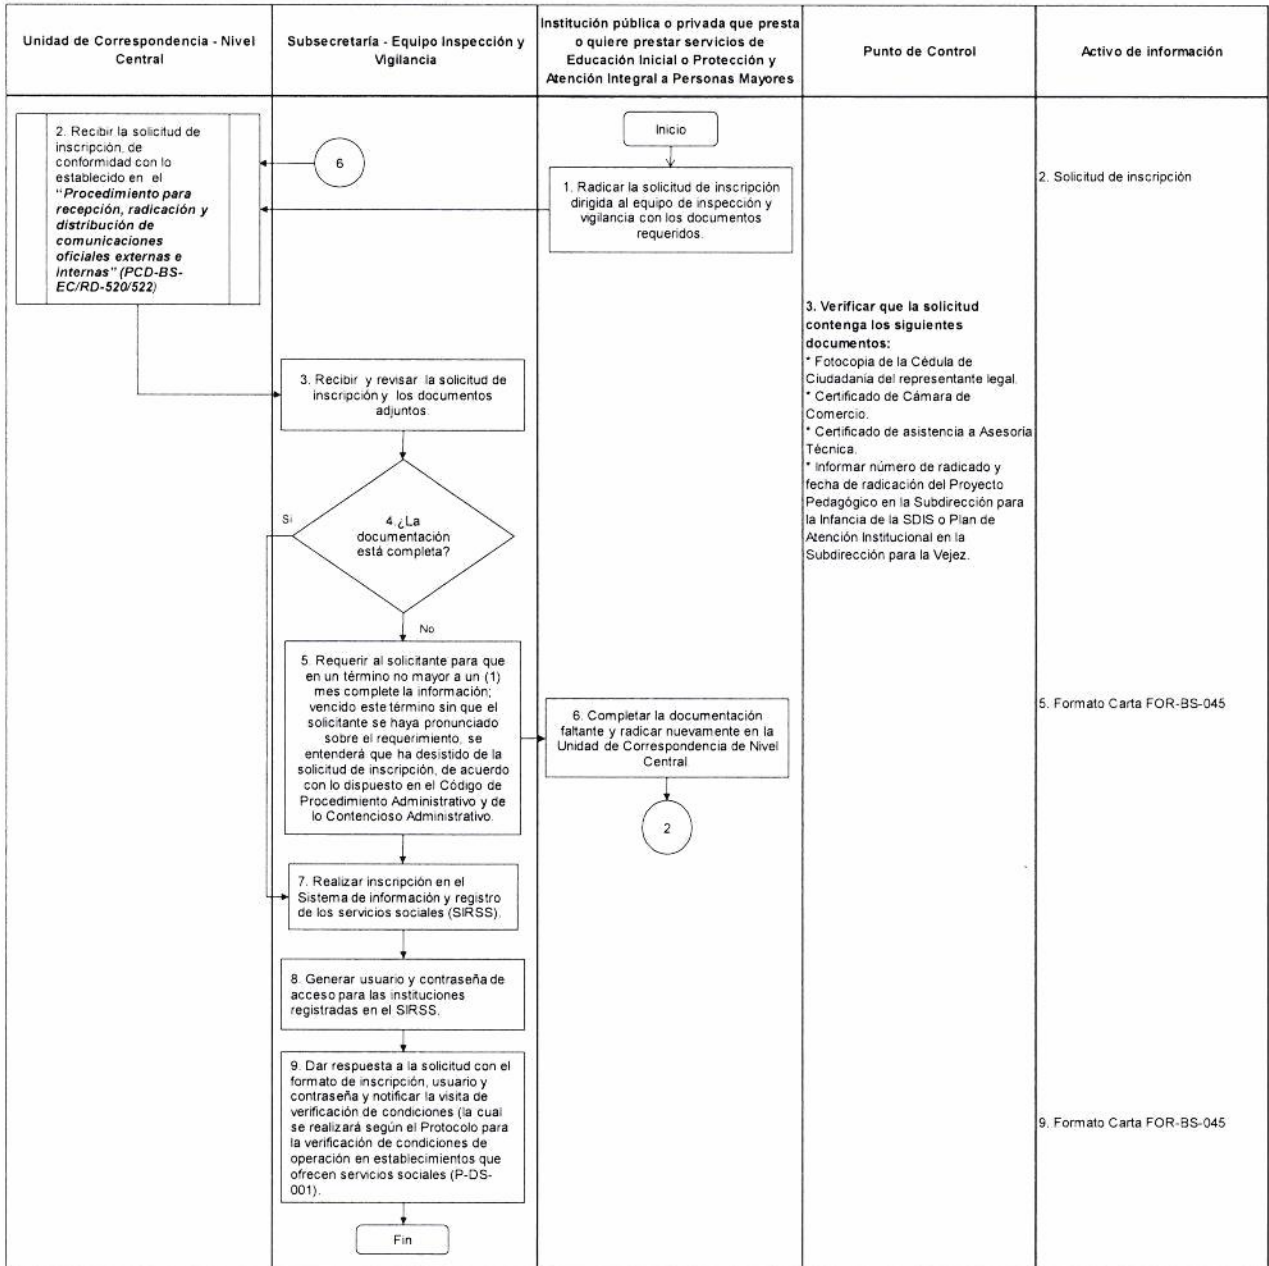 Unidad de Correspondencia - Nivel
Central
Subsecretaría - Equipo Inspección y
Vigilancia
Institución pública o privada que presta
o quiere prestar servicios de
Educación Inicial o Protección y
Atención Integral a Personas Mayores
Punto de Control
Activo de información
Inicio
1. Radicar la solicitud de inscripción
dirigida al equipo de inspección y
vigilancia con los documentos
requeridos.
2. Recibir la solicitud de
inscripción, de
conformidad con lo
establecido en el
"Procedimiento para
recepción, radicación y
distribución de
comunicaciones
oficiales externas e
internas" (PCD-BS-
EC/RD-520/522)
6
2. Solicitud de inscripción
3. Recibir y revisar la solicitud de
inscripción y los documentos
adjuntos.
3. Verificar que la solicitud
contenga los siguientes
documentos:
* Fotocopia de la Cédula de
Ciudadanía del representante legal.
* Certificado de Cámara de
Comercio.
* Certificado de asistencia a Asesoría
Técnica.
* Informar número de radicado y
fecha de radicación del Proyecto
Pedagógico en la Subdirección para
la Infancia de la SDIS o Plan de
Atención Institucional en la
Subdirección para la Vejez.
4.¿La
documentación
está completa?
Si
No
5. Requerir al solicitante para que
en un término no mayor a un (1)
mes complete la información;
vencido este término sin que el
solicitante se haya pronunciado
sobre el requerimiento, se
entenderá que ha desistido de la
solicitud de inscripción, de acuerdo
con lo dispuesto en el Código de
Procedimiento Administrativo y de
lo Contencioso Administrativo.
6. Completar la documentación
faltante y radicar nuevamente en la
Unidad de Correspondencia de Nivel
Central
2
5. Formato Carta FOR-BS-045
7. Realizar inscripción en el
Sistema de información y registro
de los servicios sociales (SIRSS).
8. Generar usuario y contraseña de
acceso para las instituciones
registradas en el SIRSS.
9. Dar respuesta a la solicitud con el
formato de inscripción, usuario y
contraseña y notificar la visita de
verificación de condiciones (la cual
se realizará según el Protocolo para
la verificación de condiciones de
operación en establecimientos que
ofrecen servicios sociales (P-DS-
001).
9. Formato Carta FOR-BS-045
Fin